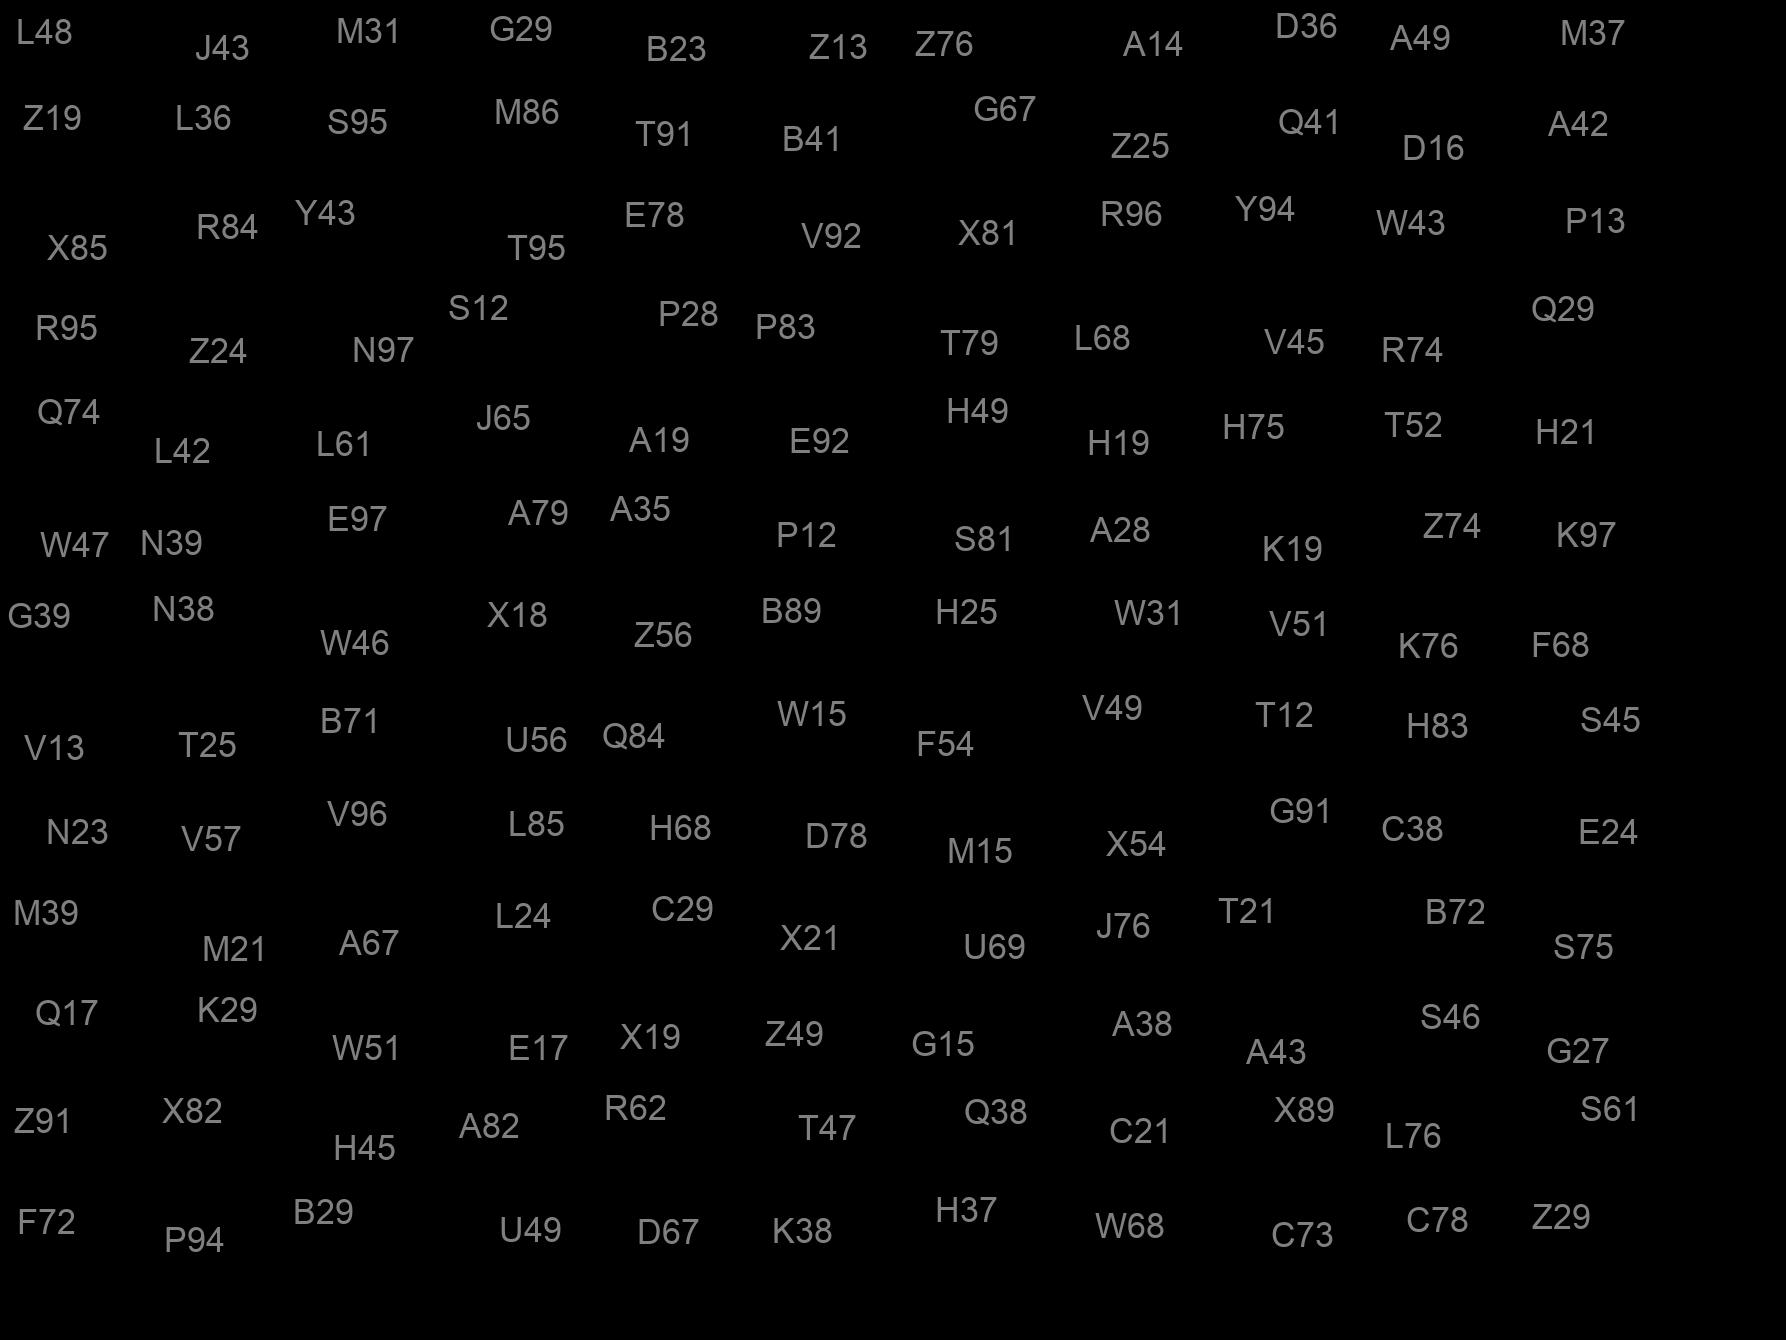 L48 J43 M31 G29 B23 Z13 Z76 A14 D36 A49 M37
Z19 L36 S95 M86 T91 B41 G67 Z25 Q41 D16 A42
X85 R84 Y43 T95 E78 V92 X81 R96 Y94 W43 P13
R95 Z24 N97 S12 P28 P83 T79 L68 V45 R74 Q29
Q74 L42 L61 J65 A19 E92 H49 H19 H75 T52 H21
W47 N39 E97 A79 A35 P12 S81 A28 K19 Z74 K97
G39 N38 W46 X18 Z56 B89 H25 W31 V51 K76 F68
V13 T25 B71 U56 Q84 W15 F54 V49 T12 H83 S45
N23 V57 V96 L85 H68 D78 M15 X54 G91 C38 E24
M39 M21 A67 L24 C29 X21 U69 J76 T21 B72 S75
Q17 K29 W51 E17 X19 Z49 G15 A38 A43 S46 G27
Z91 X82 H45 A82 R62 T47 Q38 C21 X89 L76 S61
F72 P94 B29 U49 D67 K38 H37 W68 C73 C78 Z29